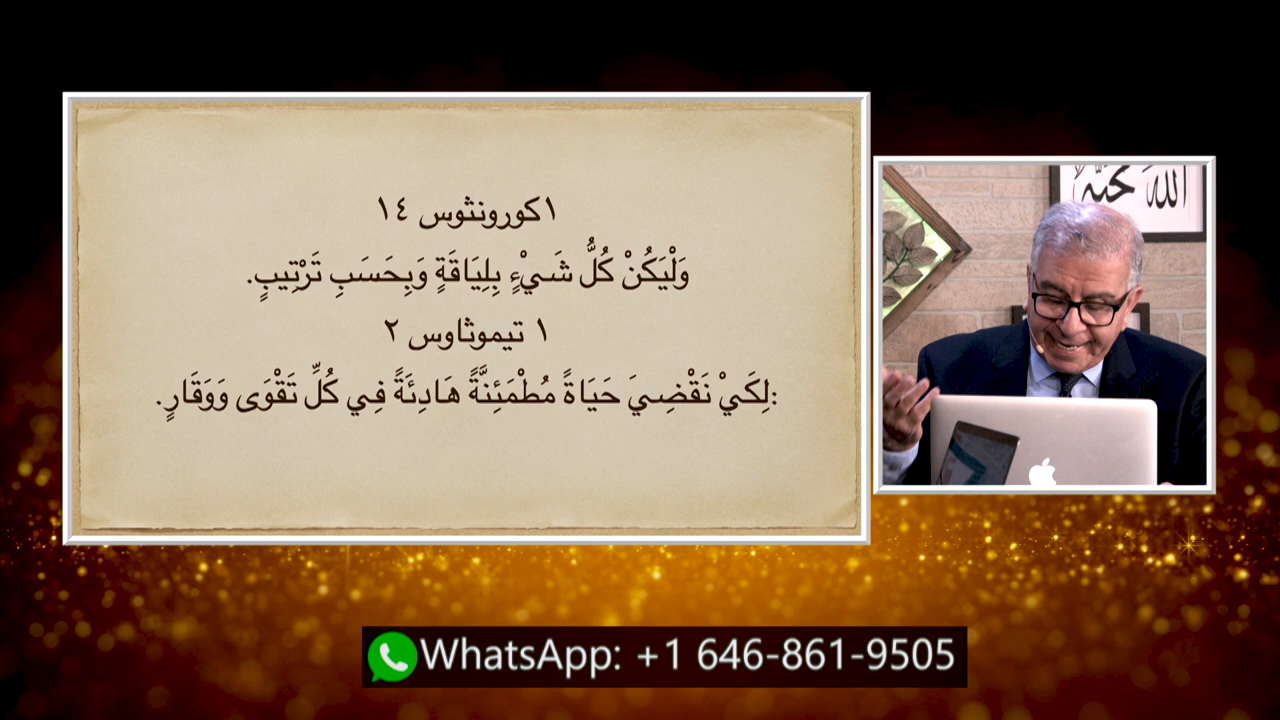 ١كورونثوس ١٤
وَلْيَكُنْ كُلُّ شَيْءٍ بِلِيَاقَةٍ وَبِحَسَبِ تَرْتِيبٍ.
١ تيموثاوس ٢
:لِكَيْ نَقْضِيَ حَيَاةً مُطْمَئِنَّةً هَادِئَةً فِي كُلِّ تَقْوَى وَوَقَارٍ.
الله محبة
WhatsApp: +1 646-861-9505